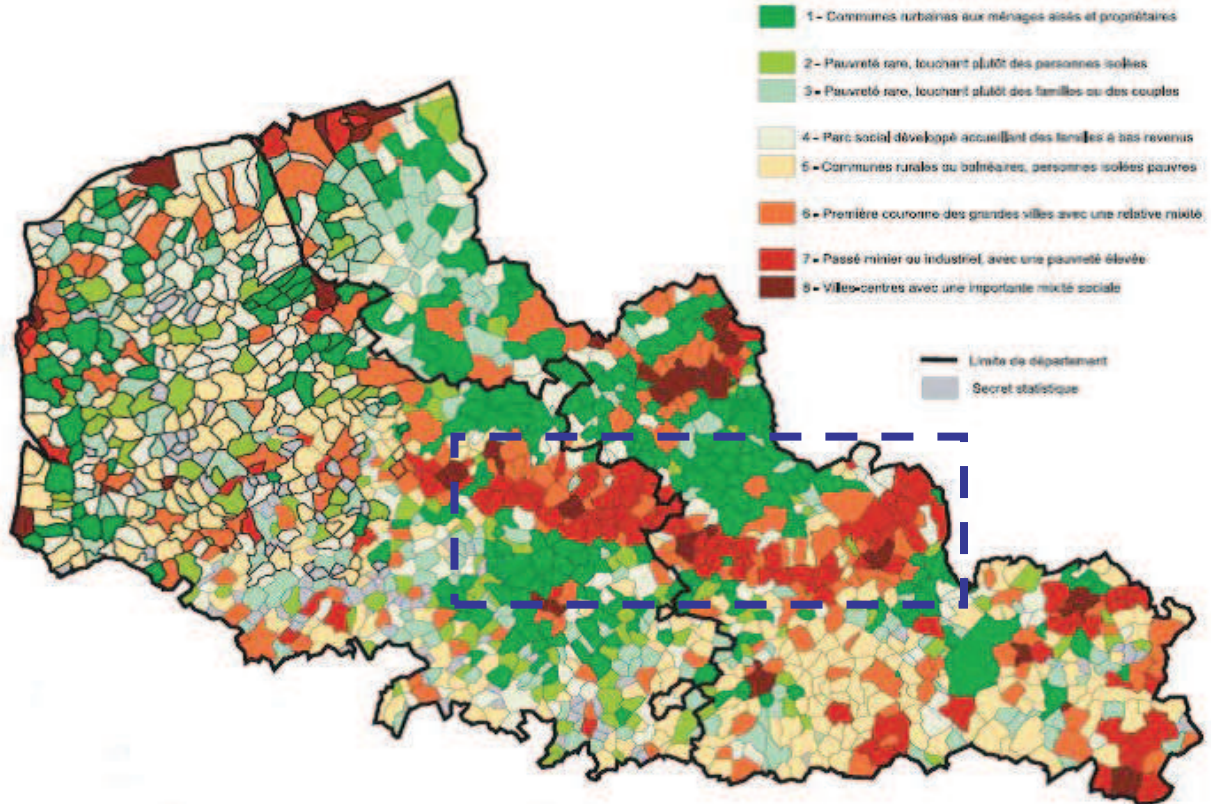 1 - Communes rurbaines aux ménages aisés et propriétaires
2 - Pauvreté rare, touchant plutôt des personnes isolées
3 - Pauvreté rare, touchant plutôt des familles ou des couples
4 - Parc social développé accueillant des familles à bas revenus
5 - Communes rurales ou balnéaires, personnes isolées pauvres
6 - Première couronne des grandes villes avec une relative mixité
7 - Passé minier ou industriel, avec une pauvreté élevée
8 - Villes-centres avec une importante mixité sociale
Limite de département
Secret statistique